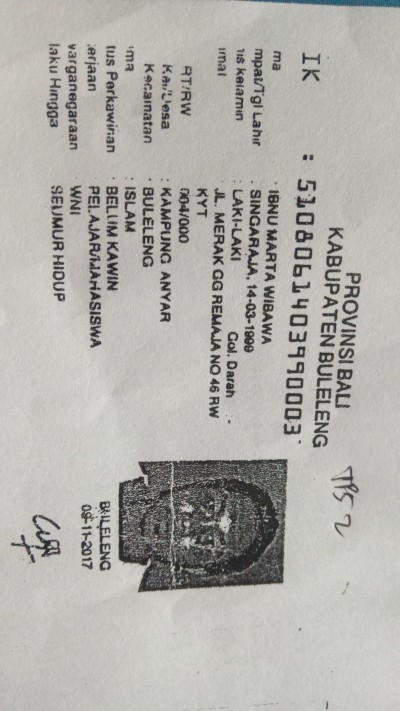 PROVINSI BALI
KABUPATEN BULELENG
IK : 5108061403990003
ma : IBNU MARTA WIBAWA
mpat/Tgl Lahir : SINGARAJA, 14-03-1999
nis kelamin : LAKI-LAKI Gol. Darah : -
amat : JL. MERAK GG REMAJA NO 46 RW
KYT
RT/RW : 004/000
Kel/Desa : KAMPUNG ANYAR
Kecamatan : BULELENG
ma : ISLAM
tus Perkawinan : BELUM KAWIN
erjaan : PELAJAR/MAHASISWA
warganegaraan : WNI
laku Hingga : SEUMUR HIDUP
TPS 2
BULELENG
09-11-2017